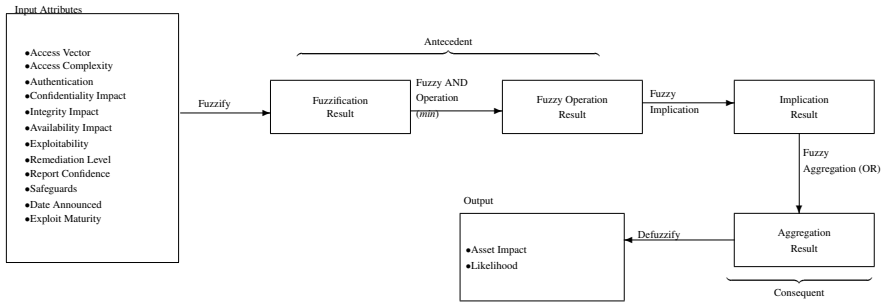 Input Attributes
●Access Vector
●Access Complexity
●Authentication
●Confidentiality Impact
●Integrity Impact
●Availability Impact
●Exploitability
●Remediation Level
●Report Confidence
●Safeguards
●Date Announced
●Exploit Maturity
Fuzzify
Antecedent
Fuzzification
Result
Fuzzy AND
Operation
(min)
Fuzzy Operation
Result
Fuzzy
Implication
Implication
Result
Fuzzy
Aggregation (OR)
Aggregation
Result
Consequent
Defuzzify
Output
●Asset Impact
●Likelihood